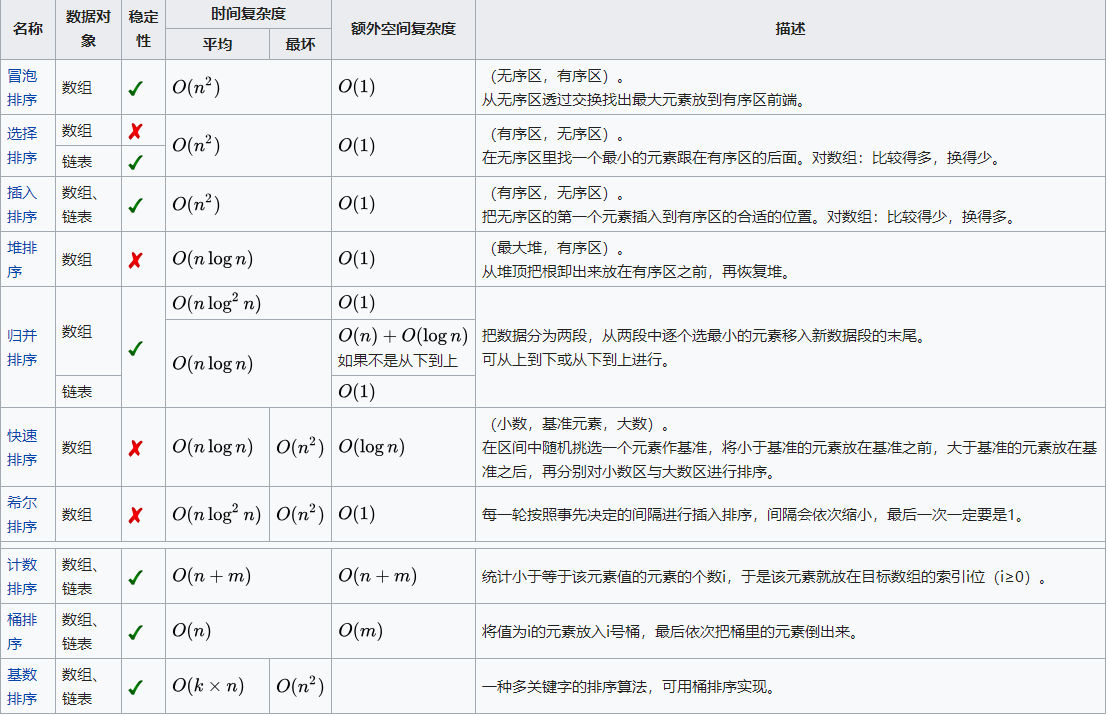 名称 数据对象 稳定性 时间复杂度 额外空间复杂度 描述
平均 最坏
冒泡排序 数组 ✔ O(n²) O(1) （无序区，有序区）。
从无序区透过交换找出最大元素放到有序区前端。
选择排序 数组 ✘ O(n²) O(1) （有序区，无序区）。
链表 ✔ 在无序区里找一个最小的元素跟在有序区的后面。对数组：比较得多，换得少。
插入排序 数组、链表 ✔ O(n²) O(1) （有序区，无序区）。
把无序区的第一个元素插入到有序区的合适的位置。对数组：比较得少，换得多。
堆排序 数组 ✘ O(n log n) O(1) （最大堆，有序区）。
从堆顶把根卸出来放在有序区之前，再恢复堆。
归并排序 数组 ✔ O(n log² n) O(1) 把数据分为两段，从两段中逐个选最小的元素移入新数据段的末尾。
O(n log n) O(n) + O(log n) 可从上到下或从下到上进行。
如果不是从下到上
链表 O(1)
快速排序 数组 ✘ O(n log n) O(n²) O(log n) （小数，基准元素，大数）。
在区间中随机挑选一个元素作基准，将小于基准的元素放在基准之前，大于基准的元素放在基
准之后，再分别对小数区与大数区进行排序。
希尔排序 数组 ✘ O(n log² n) O(n²) O(1) 每一轮按照事先决定的间隔进行插入排序，间隔会依次缩小，最后一次一定要是1。
计数排序 数组、链表 ✔ O(n + m) O(n + m) 统计小于等于该元素值的元素的个数i，于是该元素就放在目标数组的索引i位（i≥0）。
桶排序 数组、链表 ✔ O(n) O(m) 将值为i的元素放入i号桶，最后依次把桶里的元素倒出来。
基数排序 数组、链表 ✔ O(k × n) O(n²) 一种多关键字的排序算法，可用桶排序实现。